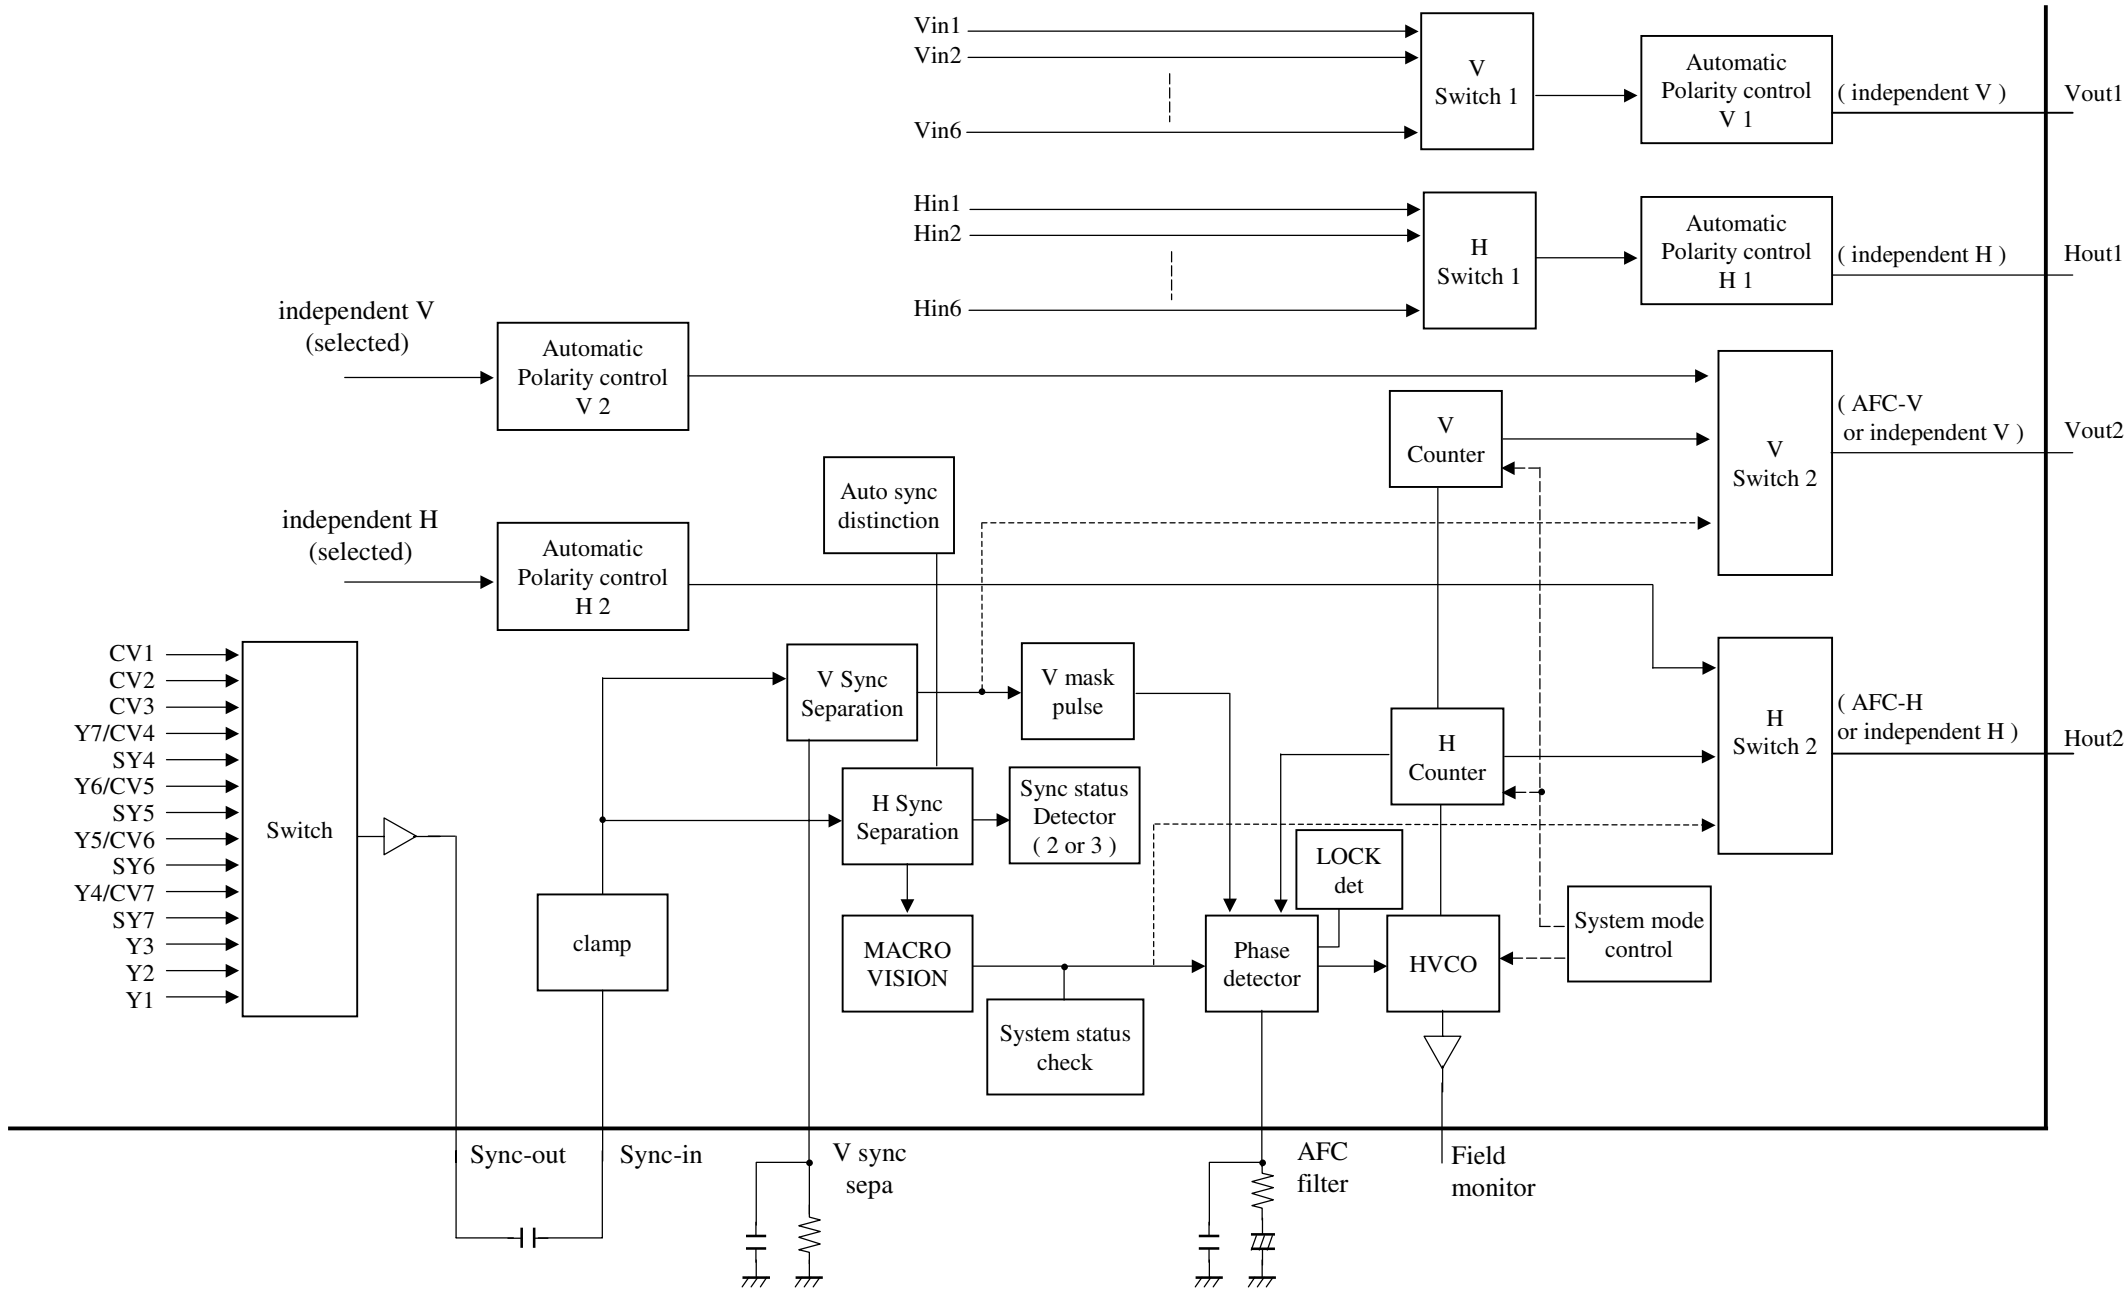 Vin1
Vin2
Vin6
V
Switch 1
Automatic
Polarity control
V 1
( independent V )
Vout1
Hin1
Hin2
Hin6
H
Switch 1
Automatic
Polarity control
H 1
( independent H )
Hout1
independent V
(selected)
Automatic
Polarity control
V 2
V
Counter
V
Switch 2
( AFC-V
or independent V )
Vout2
Auto sync
distinction
independent H
(selected)
Automatic
Polarity control
H 2
CV1
CV2
CV3
Y7/CV4
SY4
Y6/CV5
SY5
Y5/CV6
SY6
Y4/CV7
SY7
Y3
Y2
Y1
Switch
clamp
V Sync
Separation
V mask
pulse
H Sync
Separation
Sync status
Detector
( 2 or 3 )
H
Counter
H
Switch 2
( AFC-H
or independent H )
Hout2
LOCK
det
MACRO
VISION
System status
check
Phase
detector
HVCO
System mode
control
Sync-out
Sync-in
V sync
sepa
AFC
filter
Field
monitor